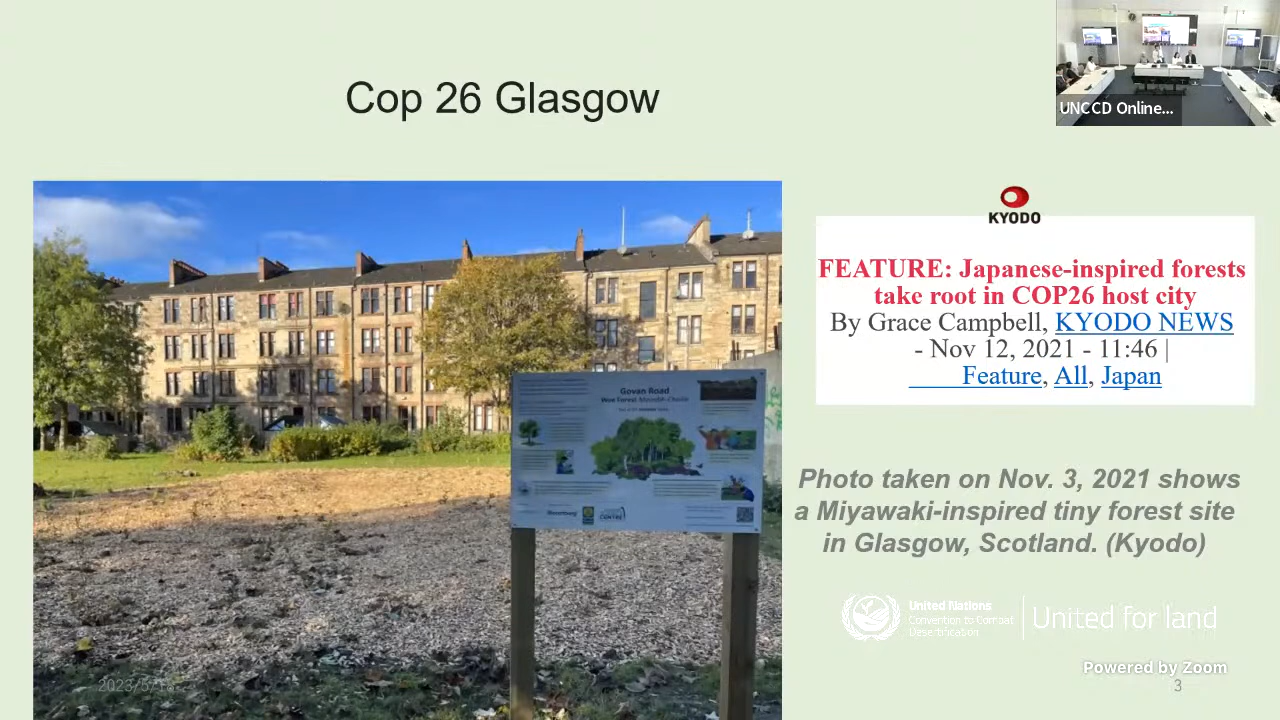 Cop 26 Glasgow
UNCCD Online...
KYODO
FEATURE: Japanese-inspired forests
take root in COP26 host city
By Grace Campbell, KYODO NEWS
- Nov 12, 2021 - 11:46 |
Feature, All, Japan
Govan Road
Wee Forest
Photo taken on Nov. 3, 2021 shows
a Miyawaki-inspired tiny forest site
in Glasgow, Scotland. (Kyodo)
United Nations
Convention to Combat
Desertification
United for land
Powered by Zoom
3